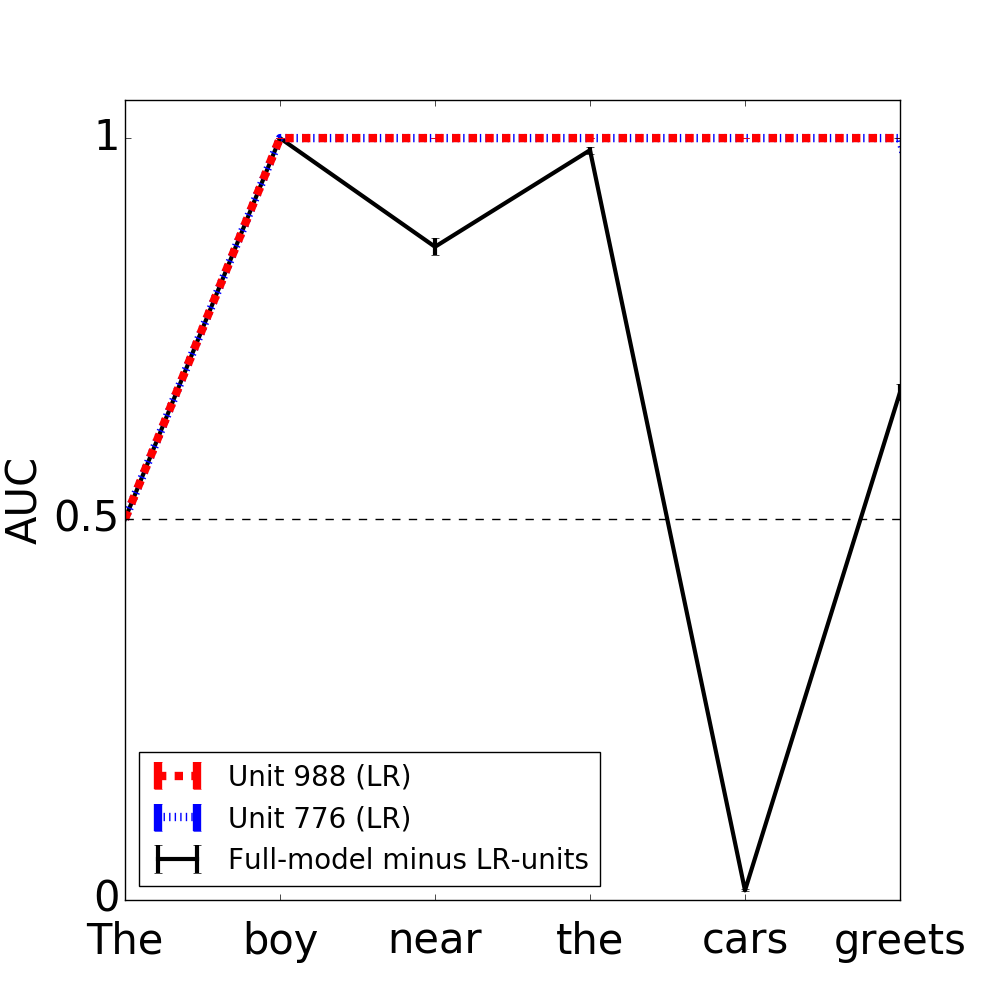 1
AUC
0.5
Unit 988 (LR)
Unit 776 (LR)
Full-model minus LR-units
0
The boy near the cars greets